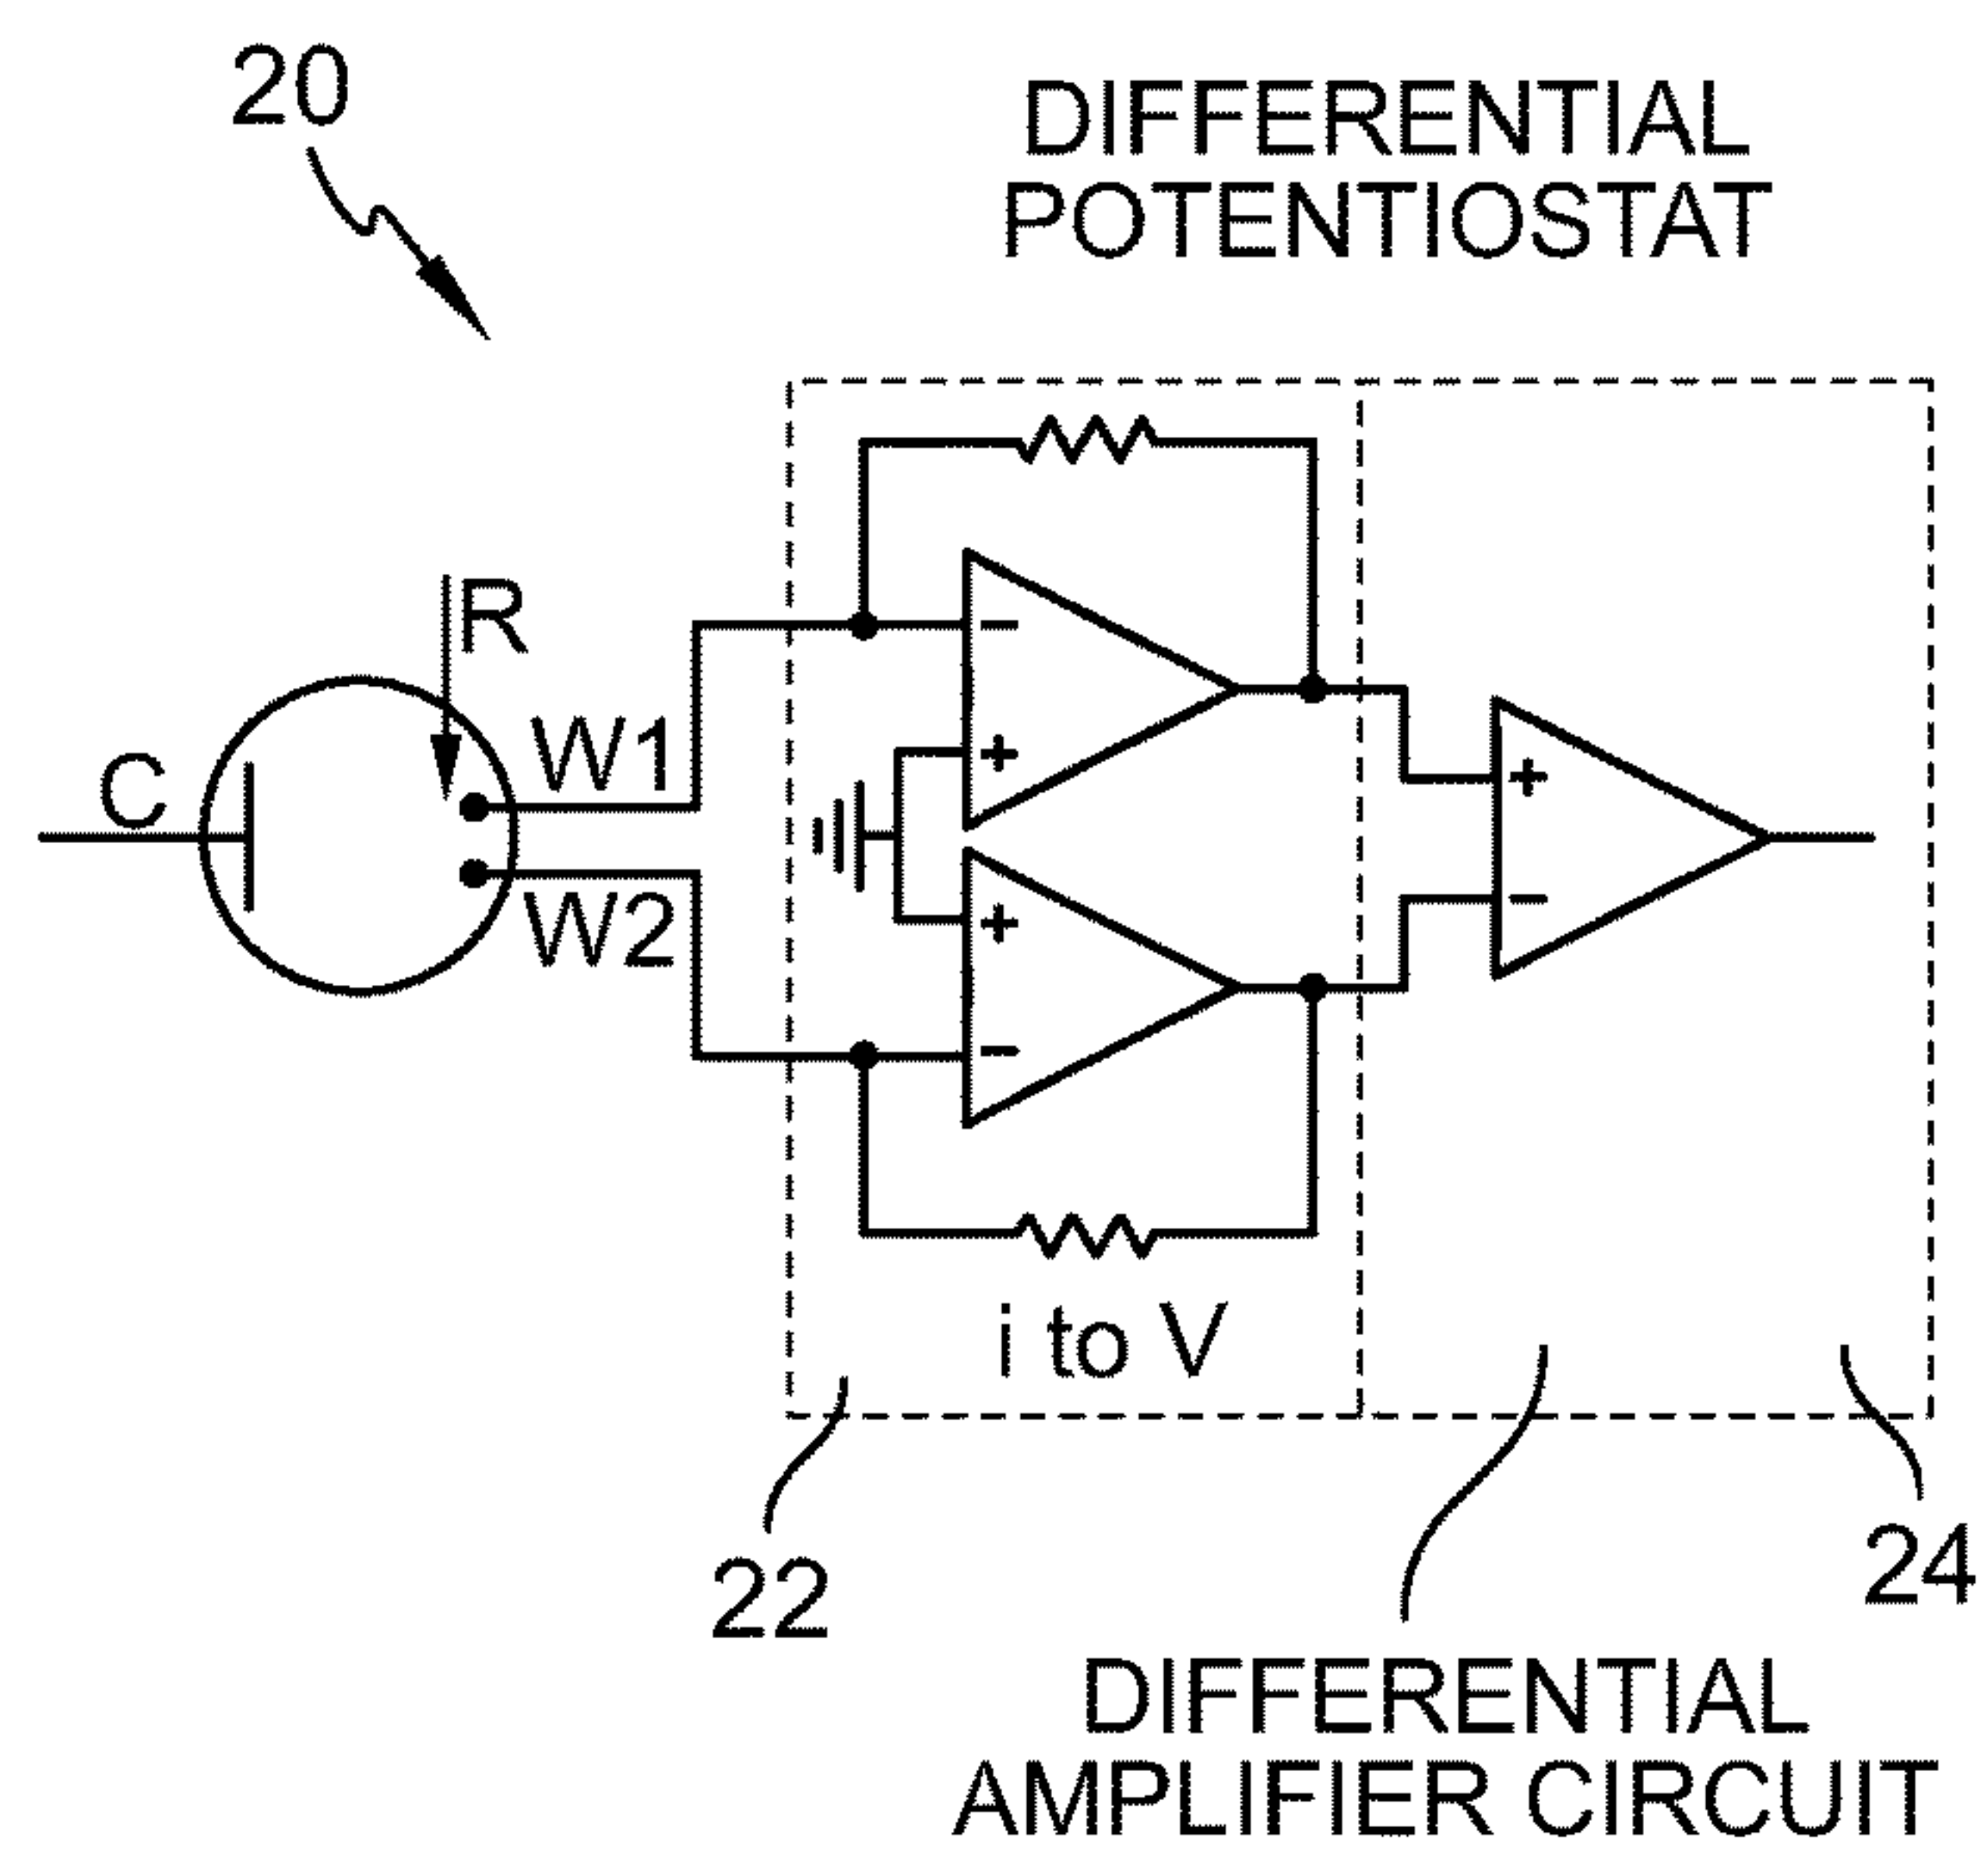 20
DIFFERENTIAL
POTENTIOSTAT
R
W1
C
W2
−
+
+
−
+
−
i to V
22
24
DIFFERENTIAL
AMPLIFIER CIRCUIT